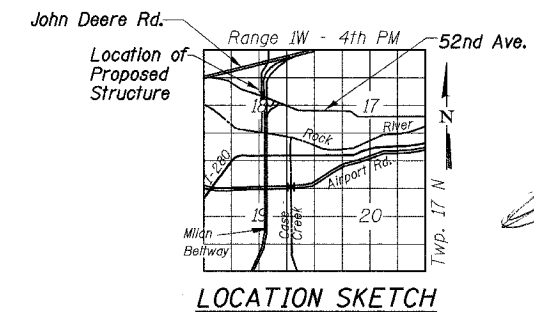 John Deere Rd.
Range 1W - 4th PM
52nd Ave.
Location of
Proposed
Structure
18
17
N
Rock
River
I-280
Airport Rd.
19
20
Milan
Beltway
Case
Creek
Twp. 17 N
LOCATION SKETCH